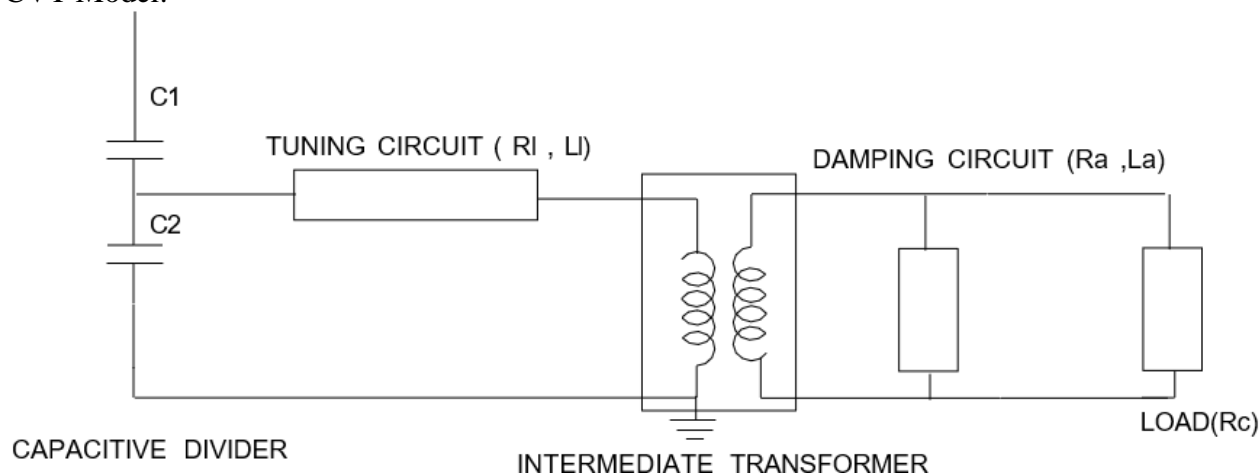 CVT Model:
C1
TUNING CIRCUIT ( Rl , Ll)
DAMPING CIRCUIT (Ra ,La)
C2
LOAD(Rc)
CAPACITIVE DIVIDER
INTERMEDIATE TRANSFORMER